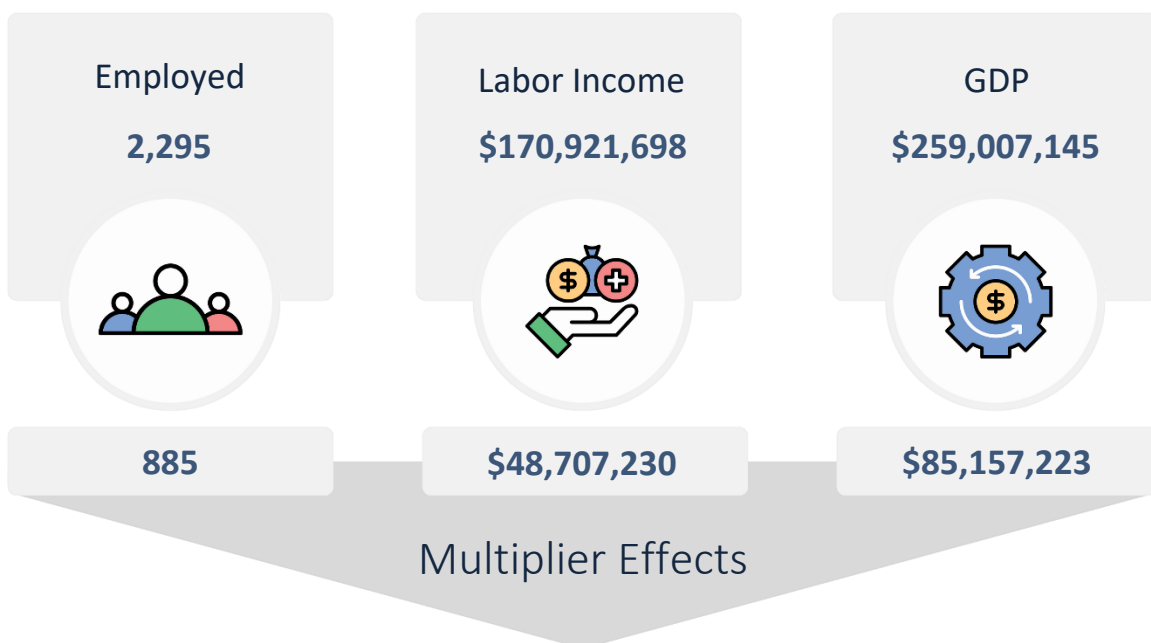 Employed
2,295
Labor Income
$170,921,698
GDP
$259,007,145
$
$
885
$48,707,230
$85,157,223
Multiplier Effects